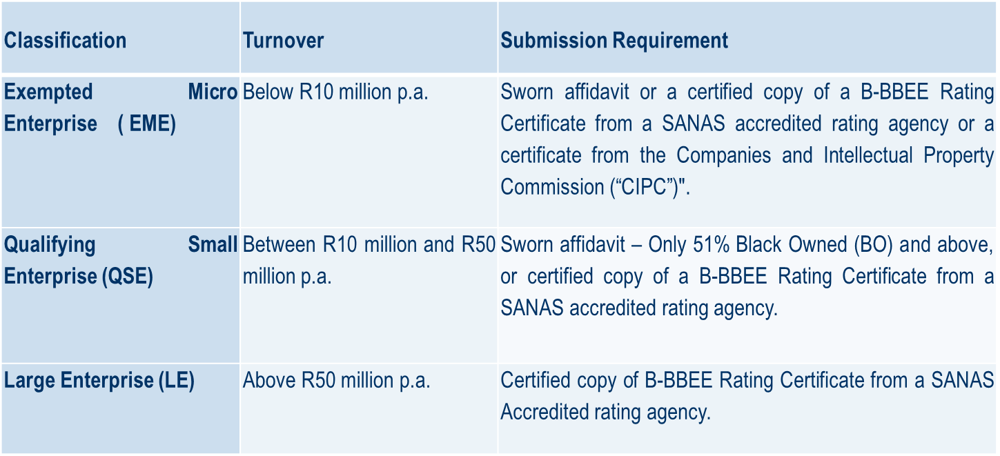 Classification
Turnover
Submission Requirement
Exempted Micro
Enterprise ( EME)
Below R10 million p.a.
Sworn affidavit or a certified copy of a B-BBEE Rating
Certificate from a SANAS accredited rating agency or a
certificate from the Companies and Intellectual Property
Commission (“CIPC”)".
Qualifying Small
Enterprise (QSE)
Between R10 million and R50
million p.a.
Sworn affidavit – Only 51% Black Owned (BO) and above,
or certified copy of a B-BBEE Rating Certificate from a
SANAS accredited rating agency.
Large Enterprise (LE)
Above R50 million p.a.
Certified copy of B-BBEE Rating Certificate from a SANAS
Accredited rating agency.